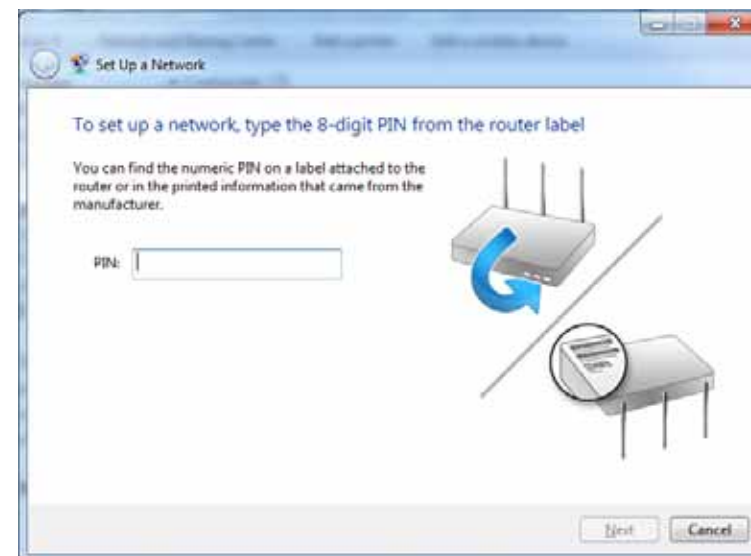 Set Up a Network
To set up a network, type the 8-digit PIN from the router label
You can find the numeric PIN on a label attached to the
router or in the printed information that came from the
manufacturer.
PIN:
Next
Cancel